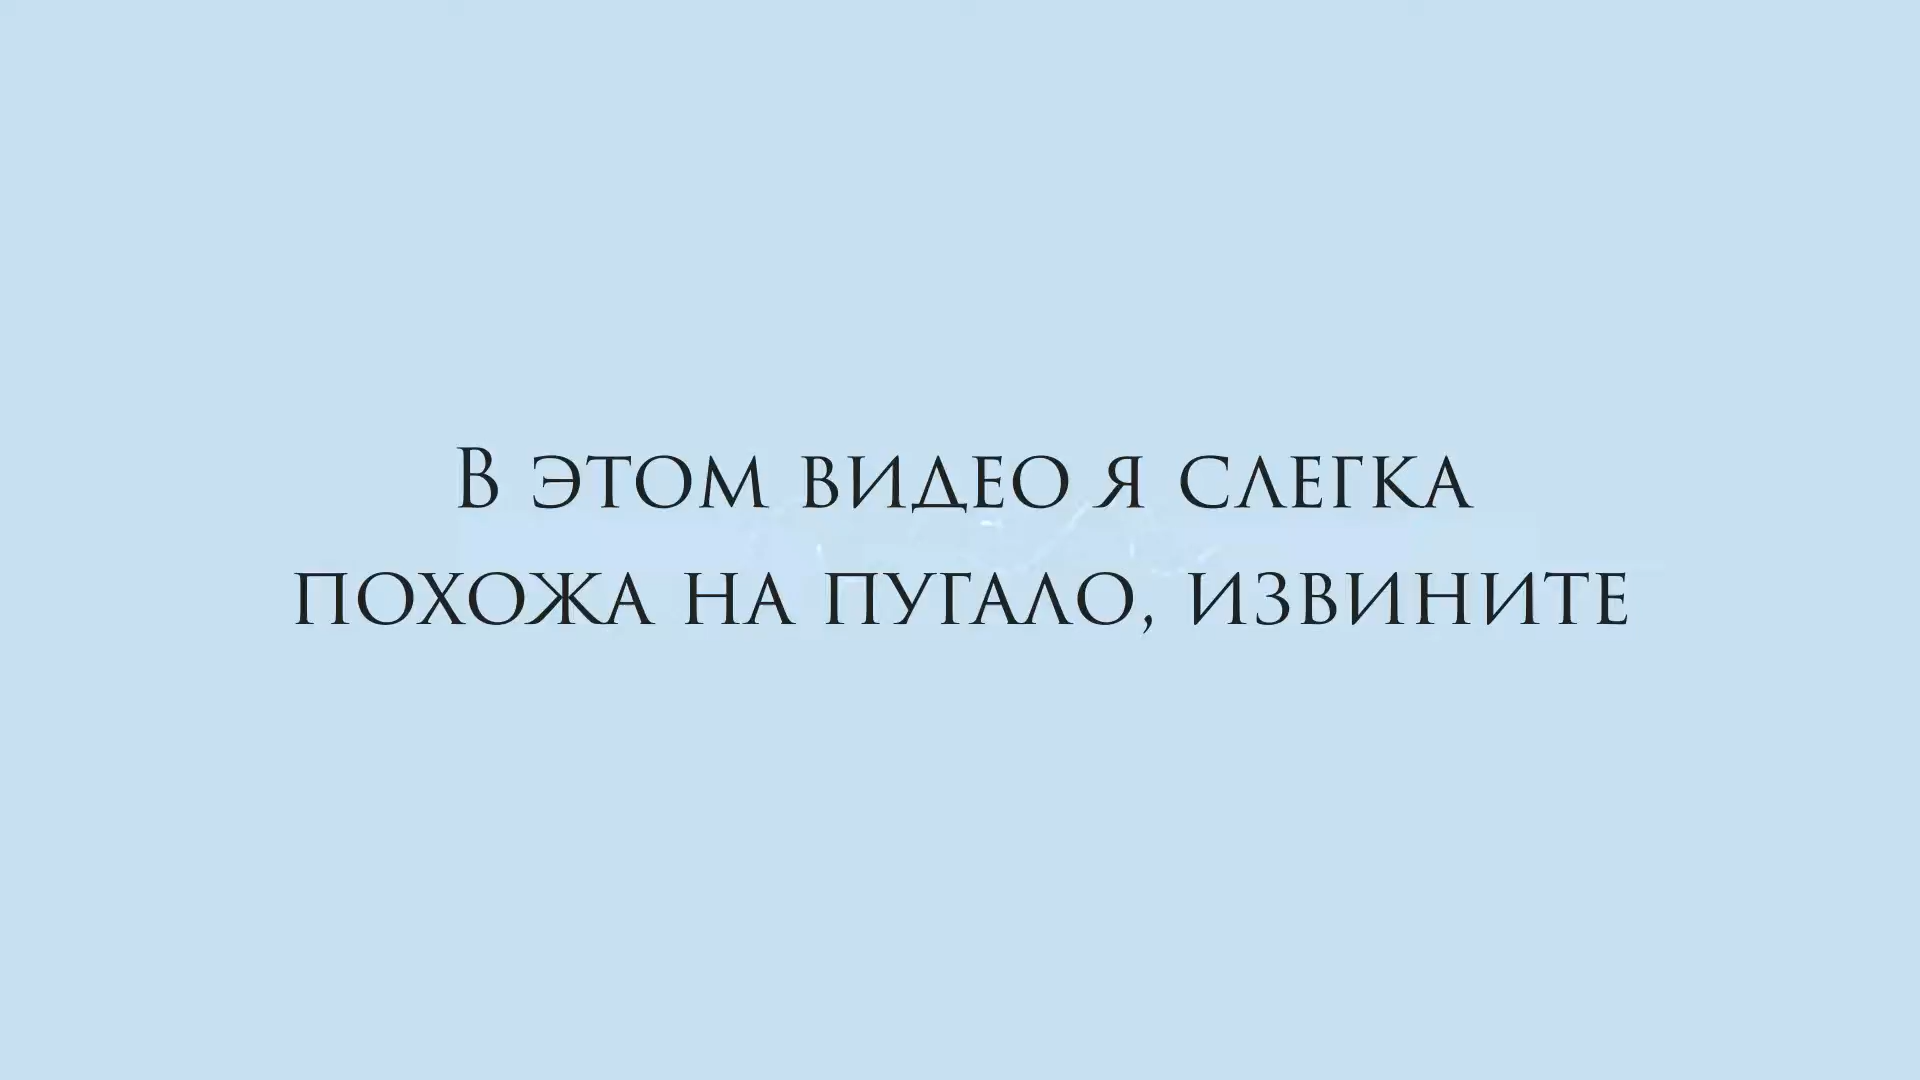 В этом видео я слегка
похожа на пугало, извините